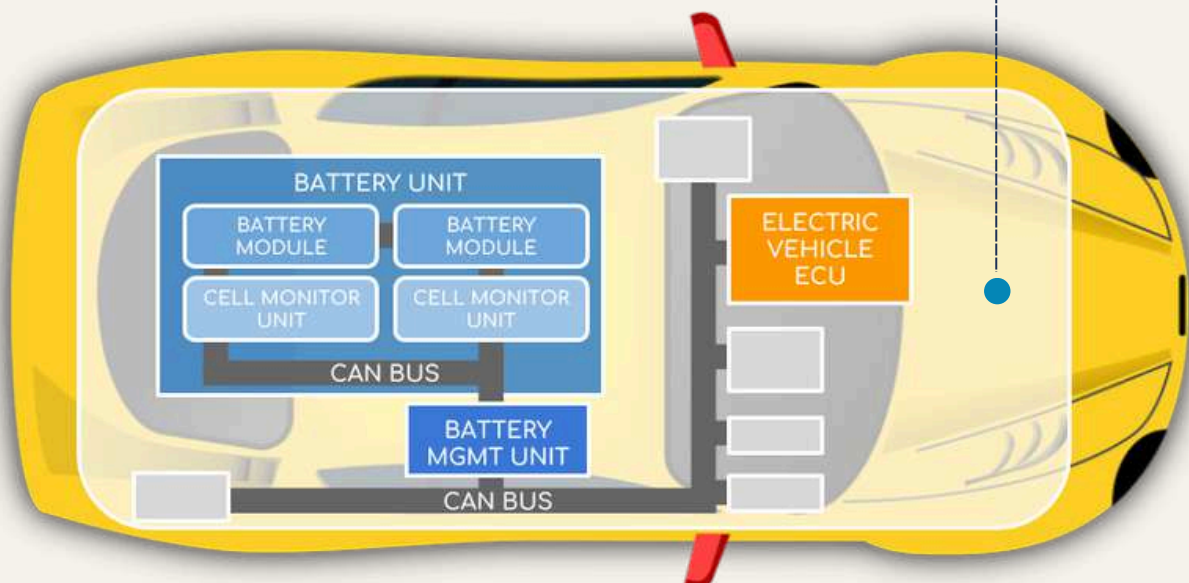 BATTERY UNIT
BATTERY
MODULE
BATTERY
MODULE
CELL MONITOR
UNIT
CELL MONITOR
UNIT
CAN BUS
BATTERY
MGMT UNIT
CAN BUS
ELECTRIC
VEHICLE
ECU